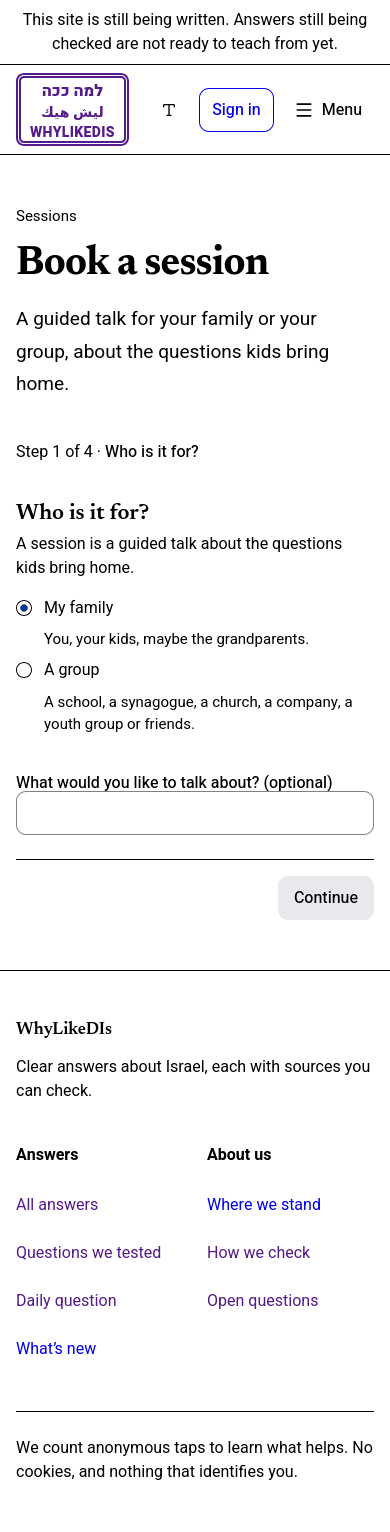 This site is still being written. Answers still being
checked are not ready to teach from yet.
למה ככה
ليش هيك
WHYLIKEDIS
T
Sign in
Menu
Sessions
Book a session
A guided talk for your family or your
group, about the questions kids bring
home.
Step 1 of 4 · Who is it for?
Who is it for?
A session is a guided talk about the questions
kids bring home.
My family
You, your kids, maybe the grandparents.
A group
A school, a synagogue, a church, a company, a
youth group or friends.
What would you like to talk about? (optional)
Continue
WhyLikeDIs
Clear answers about Israel, each with sources you
can check.
Answers
All answers
Questions we tested
Daily question
What’s new
About us
Where we stand
How we check
Open questions
We count anonymous taps to learn what helps. No
cookies, and nothing that identifies you.